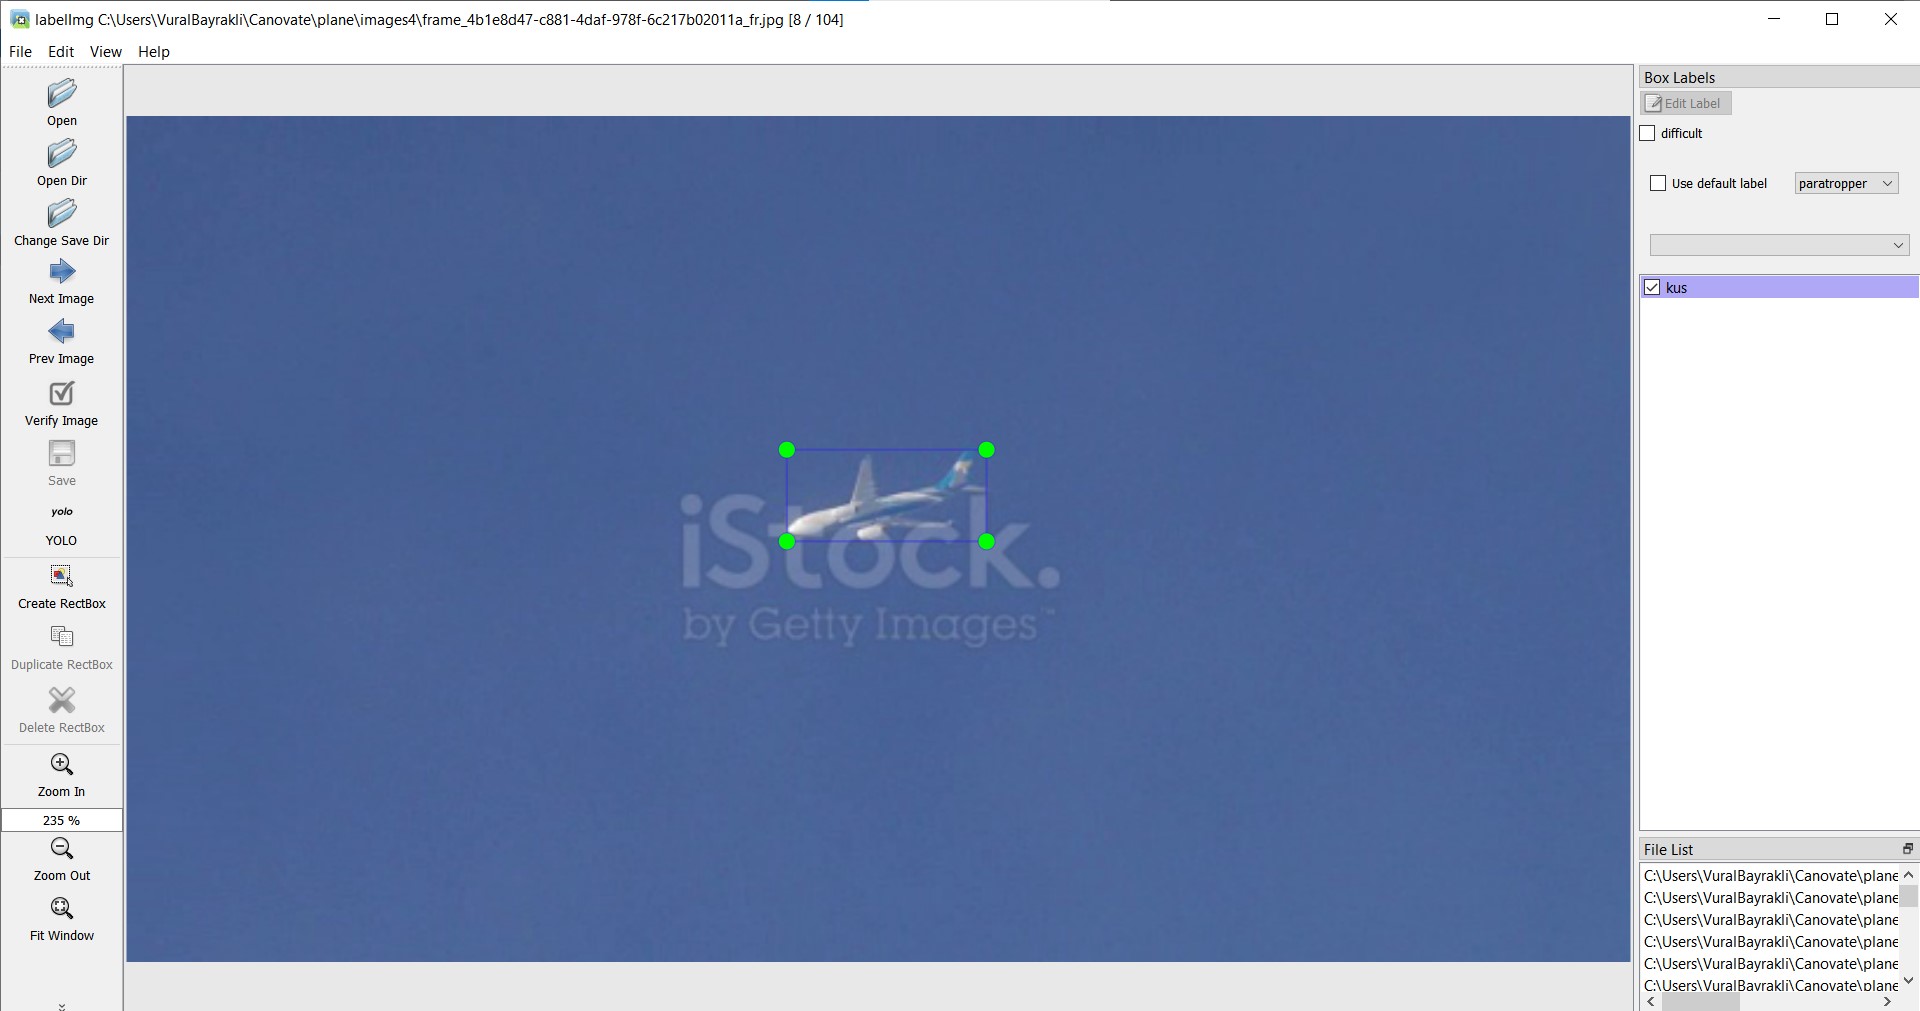 labelImg C:\Users\VuralBayrakli\Canovate\plane\images4\frame_4b1e8d47-c881-4daf-978f-6c217b02011a_fr.jpg [8 / 104]
File Edit View Help
Open
Open Dir
Change Save Dir
Next Image
Prev Image
Verify Image
Save
yolo
YOLO
Create RectBox
Duplicate RectBox
Delete RectBox
Zoom In
235 %
Zoom Out
Fit Window
iStock.
by Getty Images™
Box Labels
Edit Label
difficult
Use default label paratropper
kus
File List
C:\Users\VuralBayrakli\Canovate\plane
C:\Users\VuralBayrakli\Canovate\plane
C:\Users\VuralBayrakli\Canovate\plane
C:\Users\VuralBayrakli\Canovate\plane
C:\Users\VuralBayrakli\Canovate\plane
C:\Users\VuralBayrakli\Canovate\plane